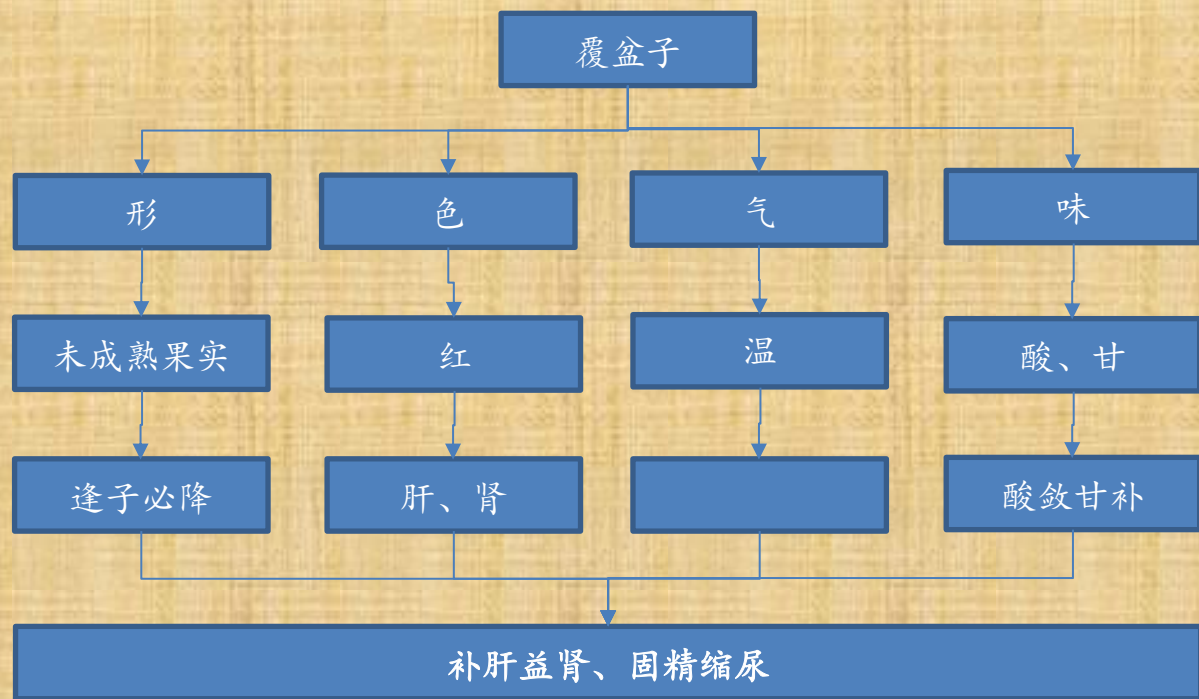 覆盆子
形
色
气
味
未成熟果实
红
温
酸、甘
逢子必降
肝、肾
酸敛甘补
补肝益肾、固精缩尿